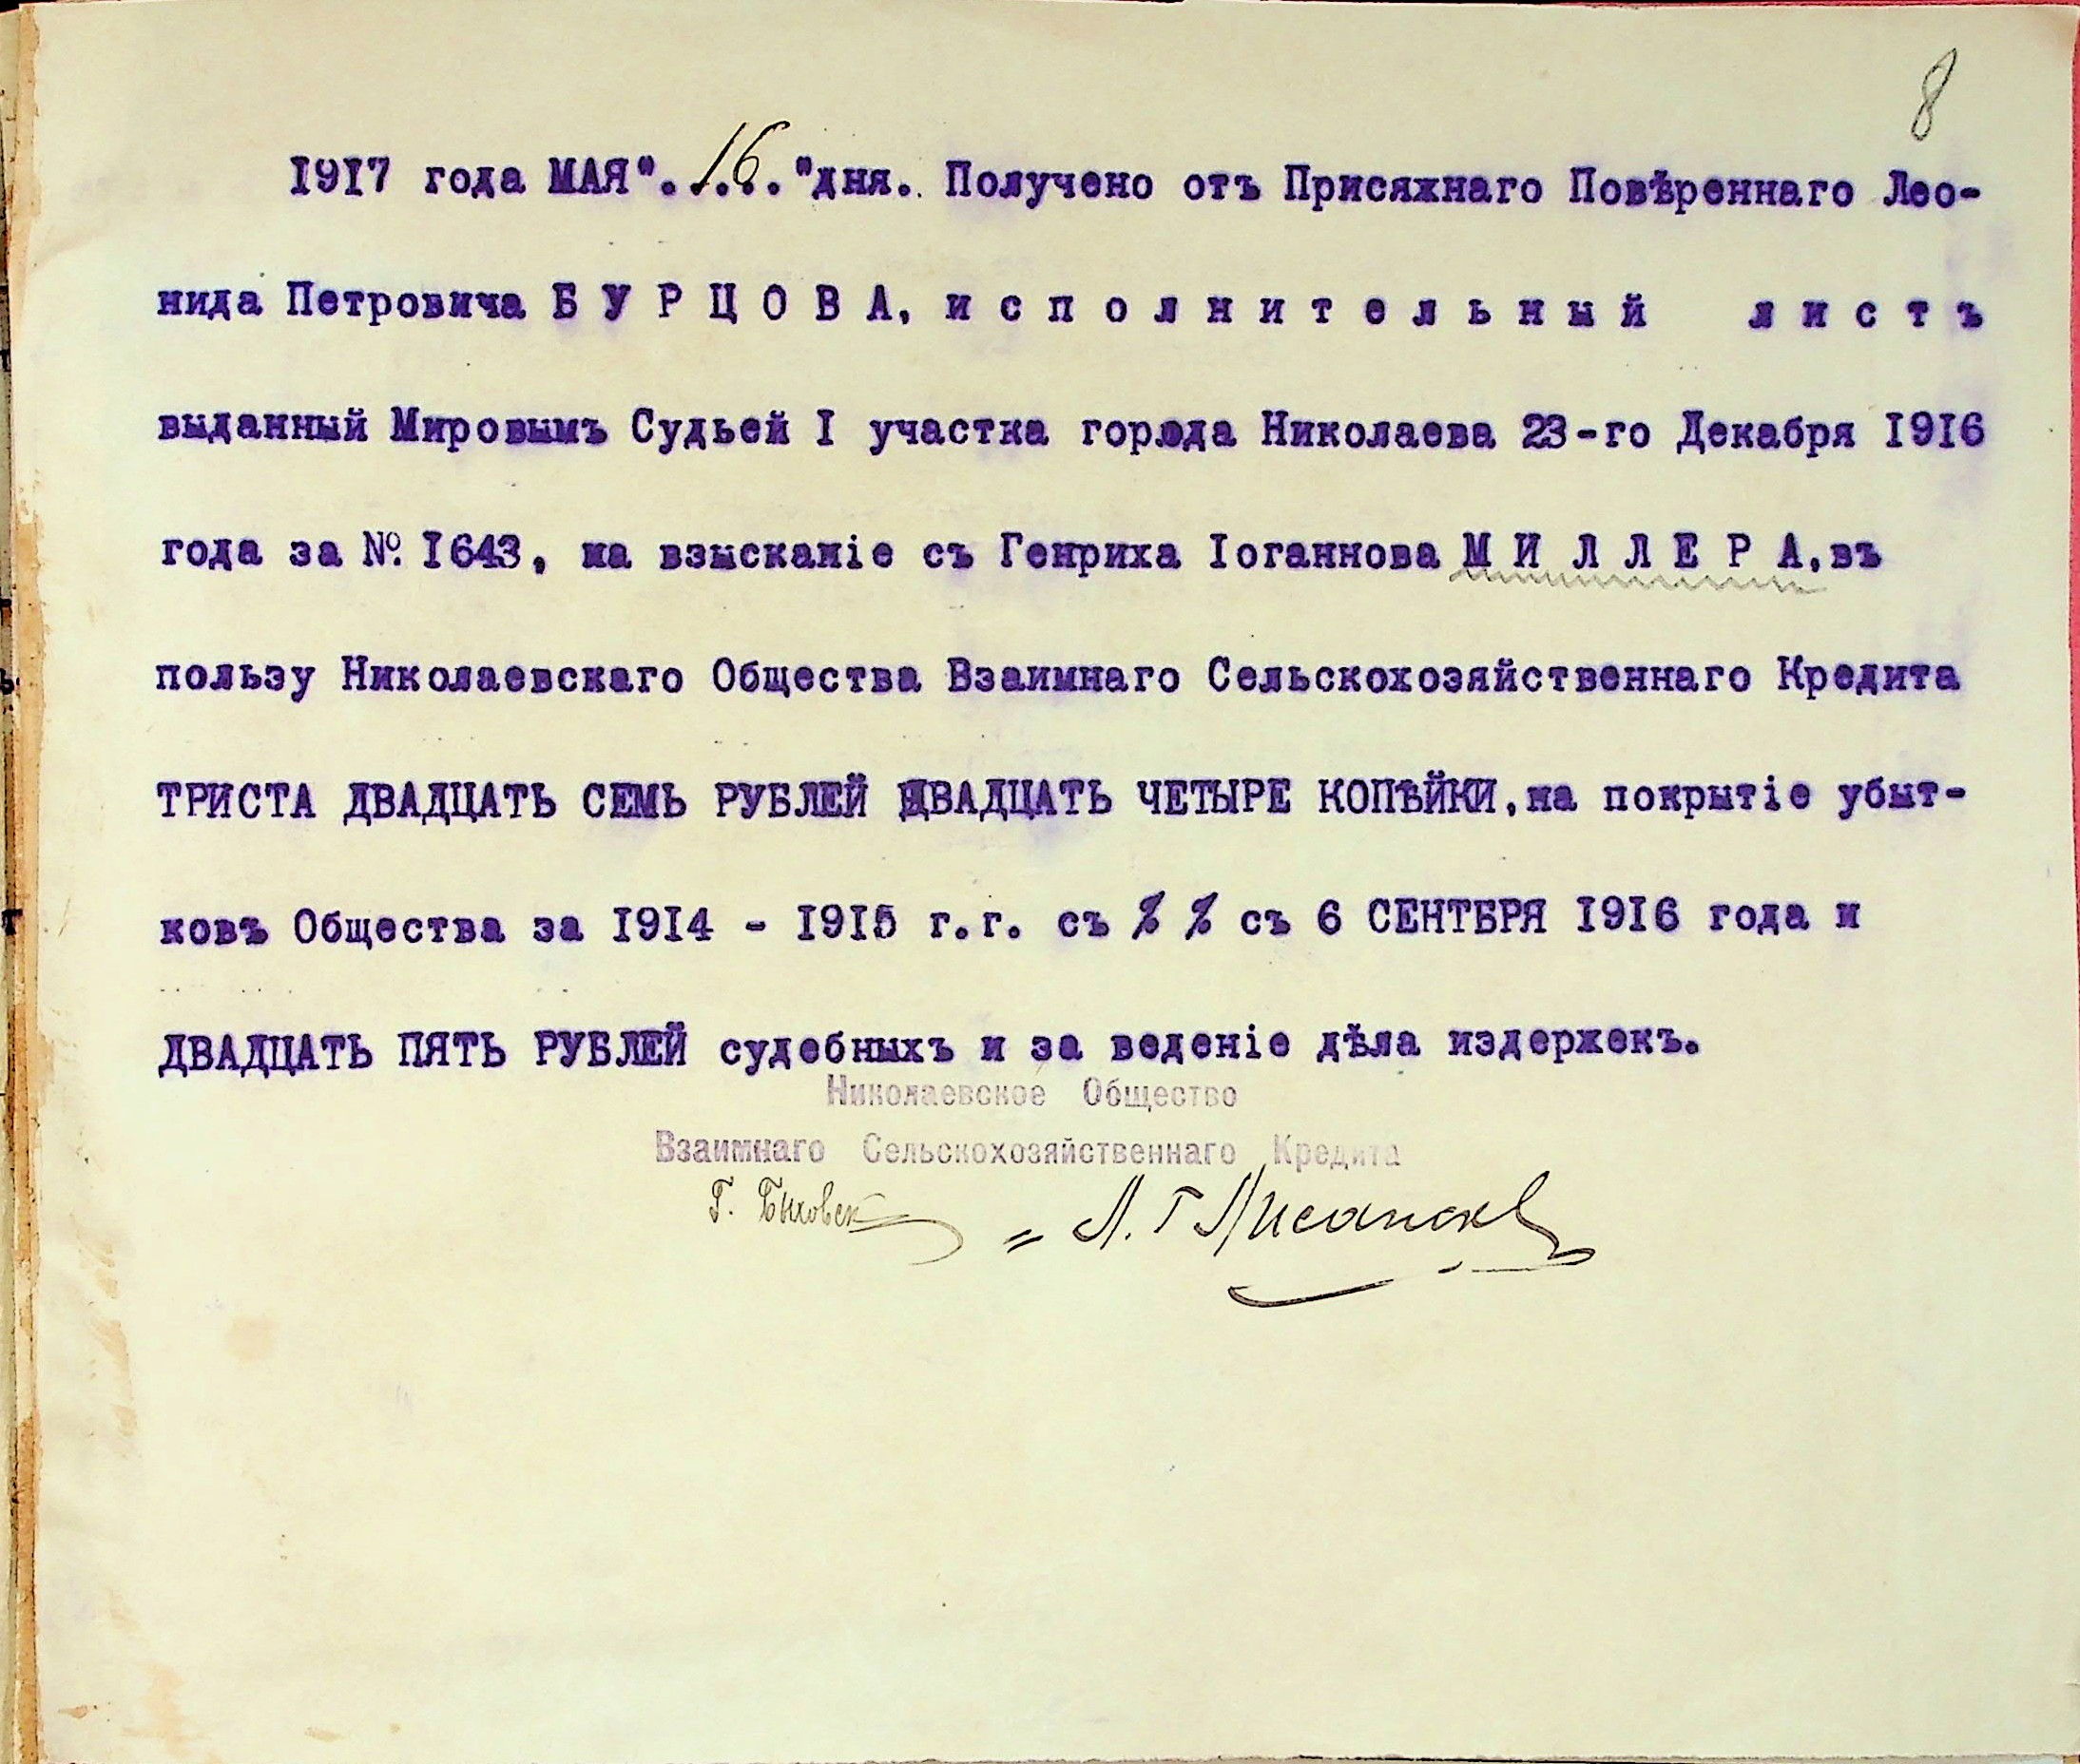 8
1917 года МАЯ"..16.."дня. Получено отъ Присяжнаго Повѣреннаго Лео-
нида Петровича Б У Р Ц О В А, и с п о л н и т е л ь н ы й л и с т ъ
выданный Мировымъ Судьей I участка города Николаева 23-го Декабря 1916
года за № 1643, на взысканіе съ Генриха Іоганнова М И Л Л Е Р А,въ
пользу Николаевскаго Общества Взаимнаго Сельскохозяйственнаго Кредита
ТРИСТА ДВАДЦАТЬ СЕМЬ РУБЛЕЙ ДВАДЦАТЬ ЧЕТЫРЕ КОПѢЙКИ,на покрытіе убыт-
ковъ Общества за 1914 - 1915 г.г. съ % % съ 6 СЕНТБРЯ 1916 года и
ДВАДЦАТЬ ПЯТЬ РУБЛЕЙ судебныхъ и за веденіе дѣла издержекъ.
Николаевское Общество
Взаимнаго Сельскохозяйственнаго Кредита